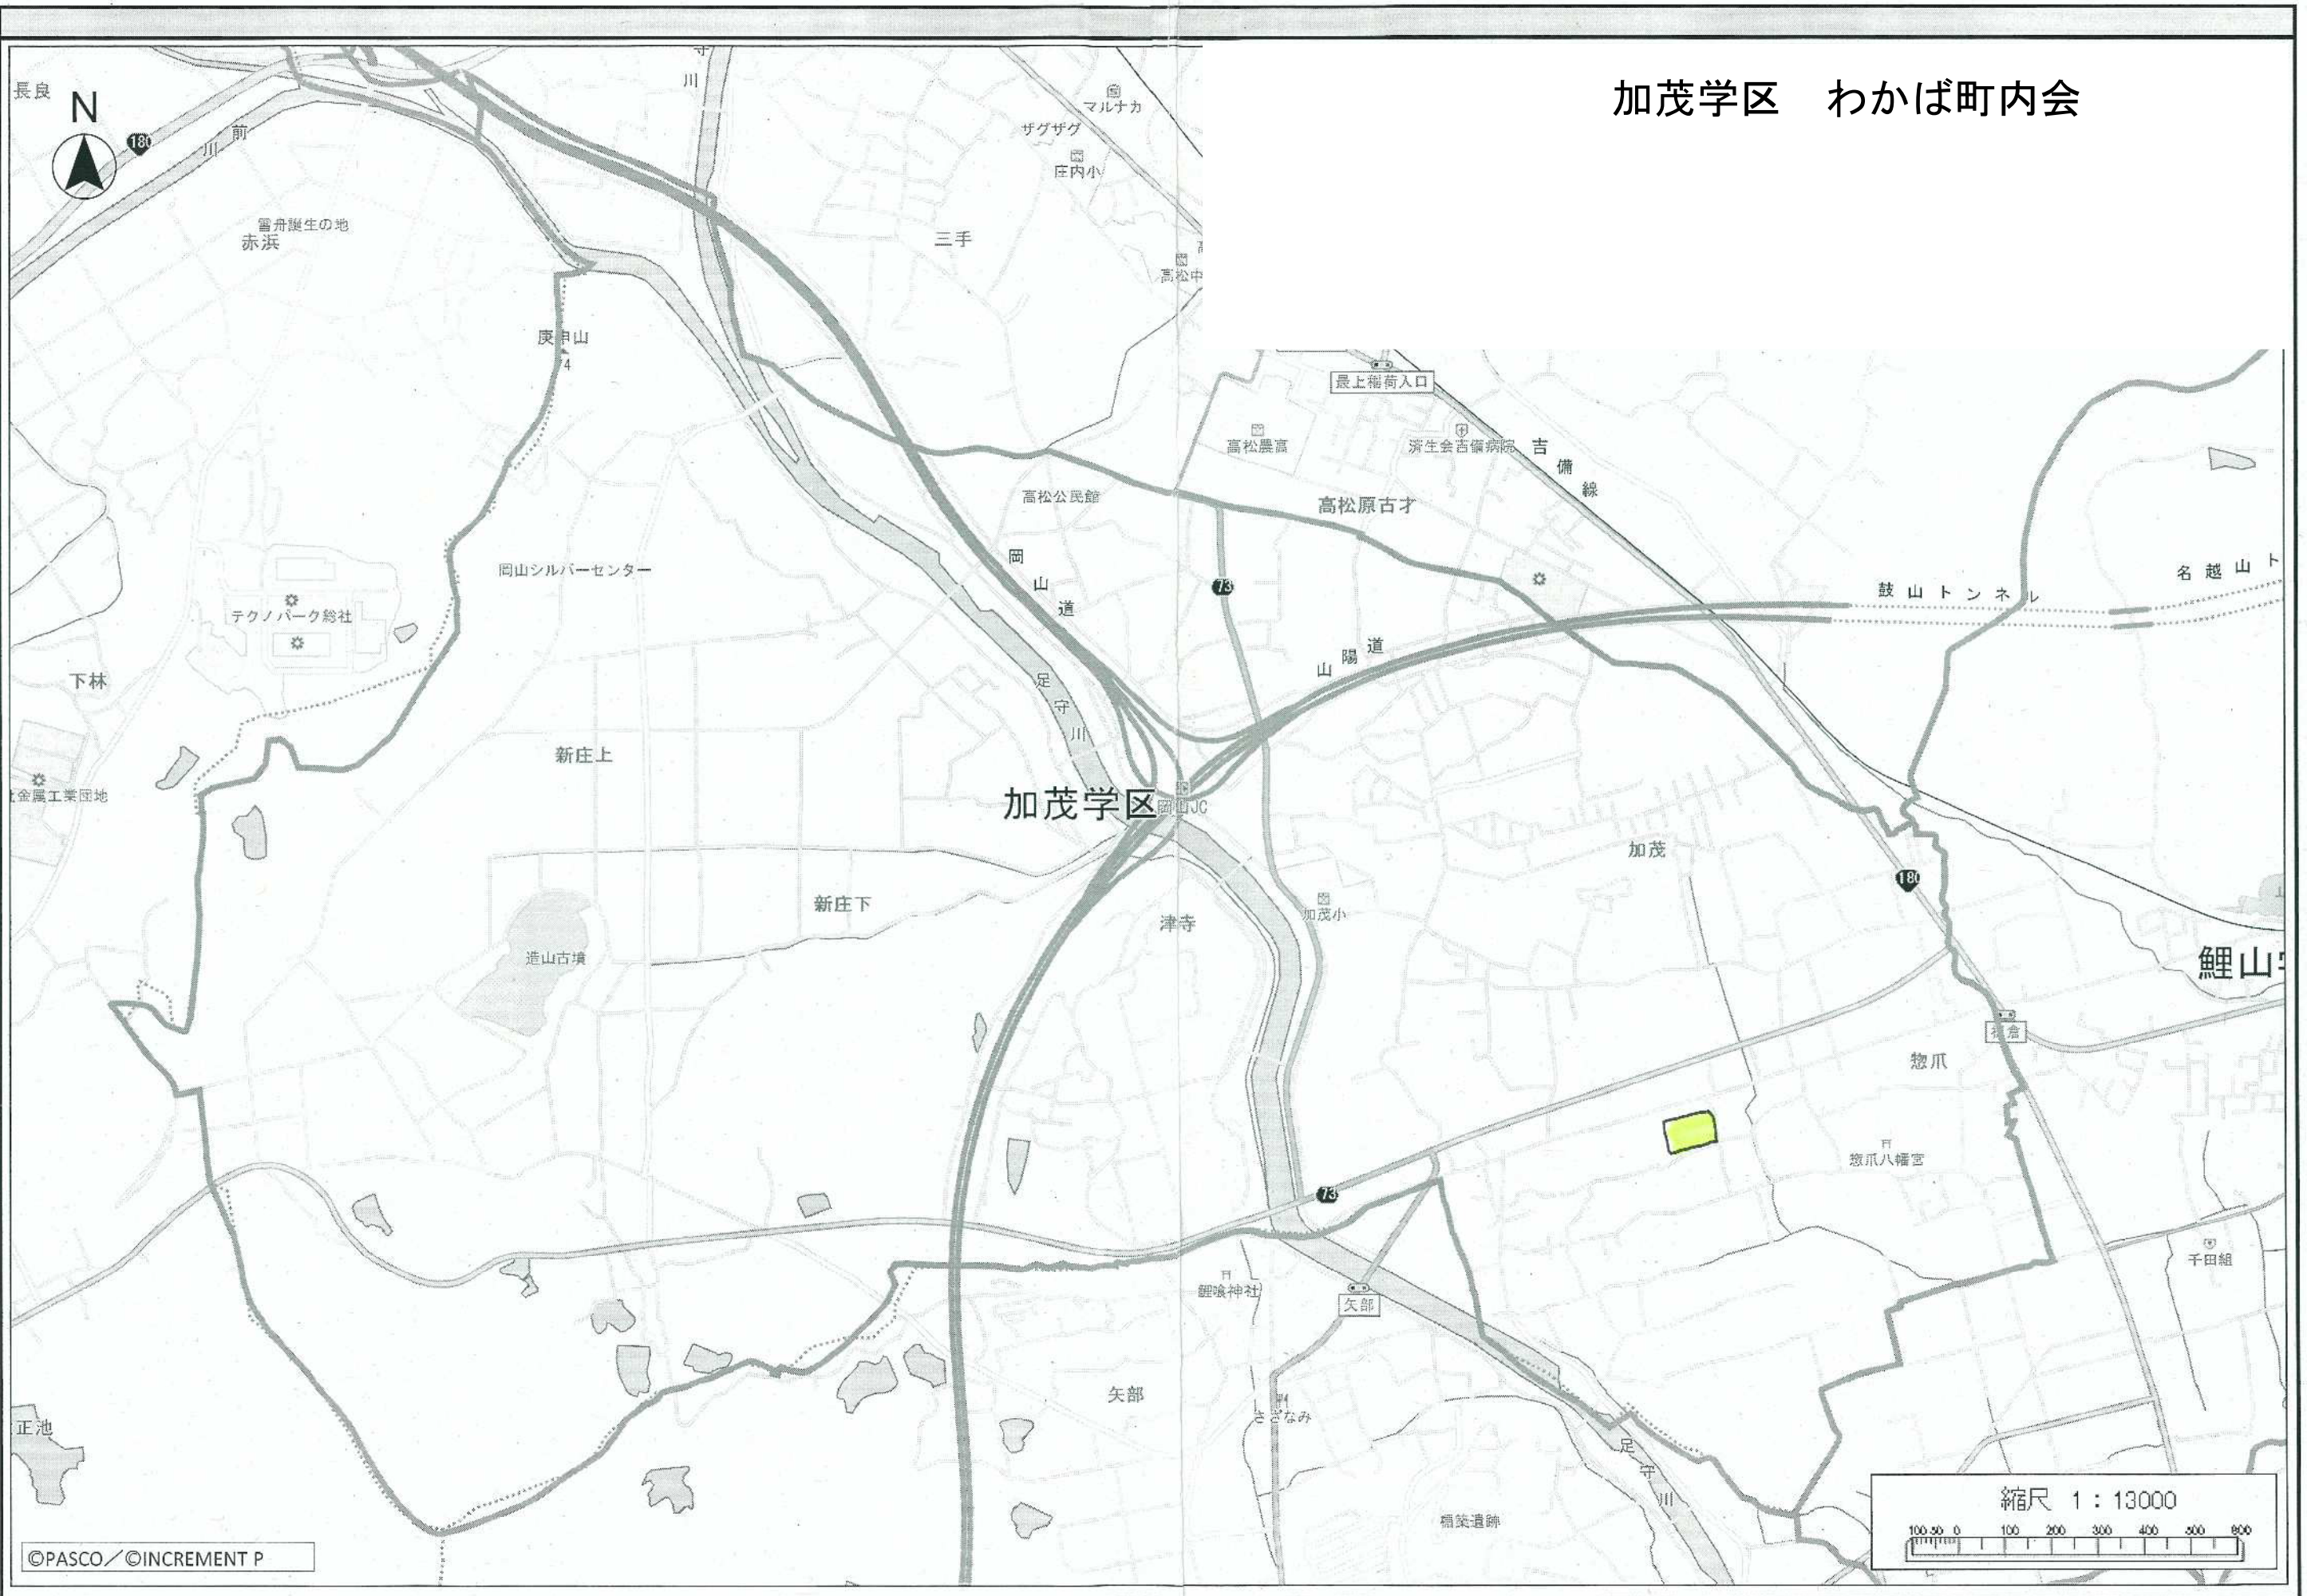 加茂学区　わかば町内会
長良
N
180
前
川
守
川
マルナカ
ザグザグ
庄内小
雪舟誕生の地
赤浜
三手
高松中
庚申山
74
最上稲荷入口
高松農高
済生会吉備病院
吉
備
線
高松公民館
高松原古才
岡
山
道
73
岡山シルバーセンター
テクノパーク総社
鼓山トンネル
名越山ト
山
陽
道
下林
足
守
川
新庄上
金属工業団地
加茂学区
岡山JC
加茂
180
新庄下
加茂小
津寺
造山古墳
鯉山
惣爪
惣爪八幡宮
73
千田組
鯉喰神社
矢部
矢部
さざなみ
正池
足
守
川
楯築遺跡
縮尺 1：13000
100 50 0 100 200 300 400 500 600
©PASCO／©INCREMENT P